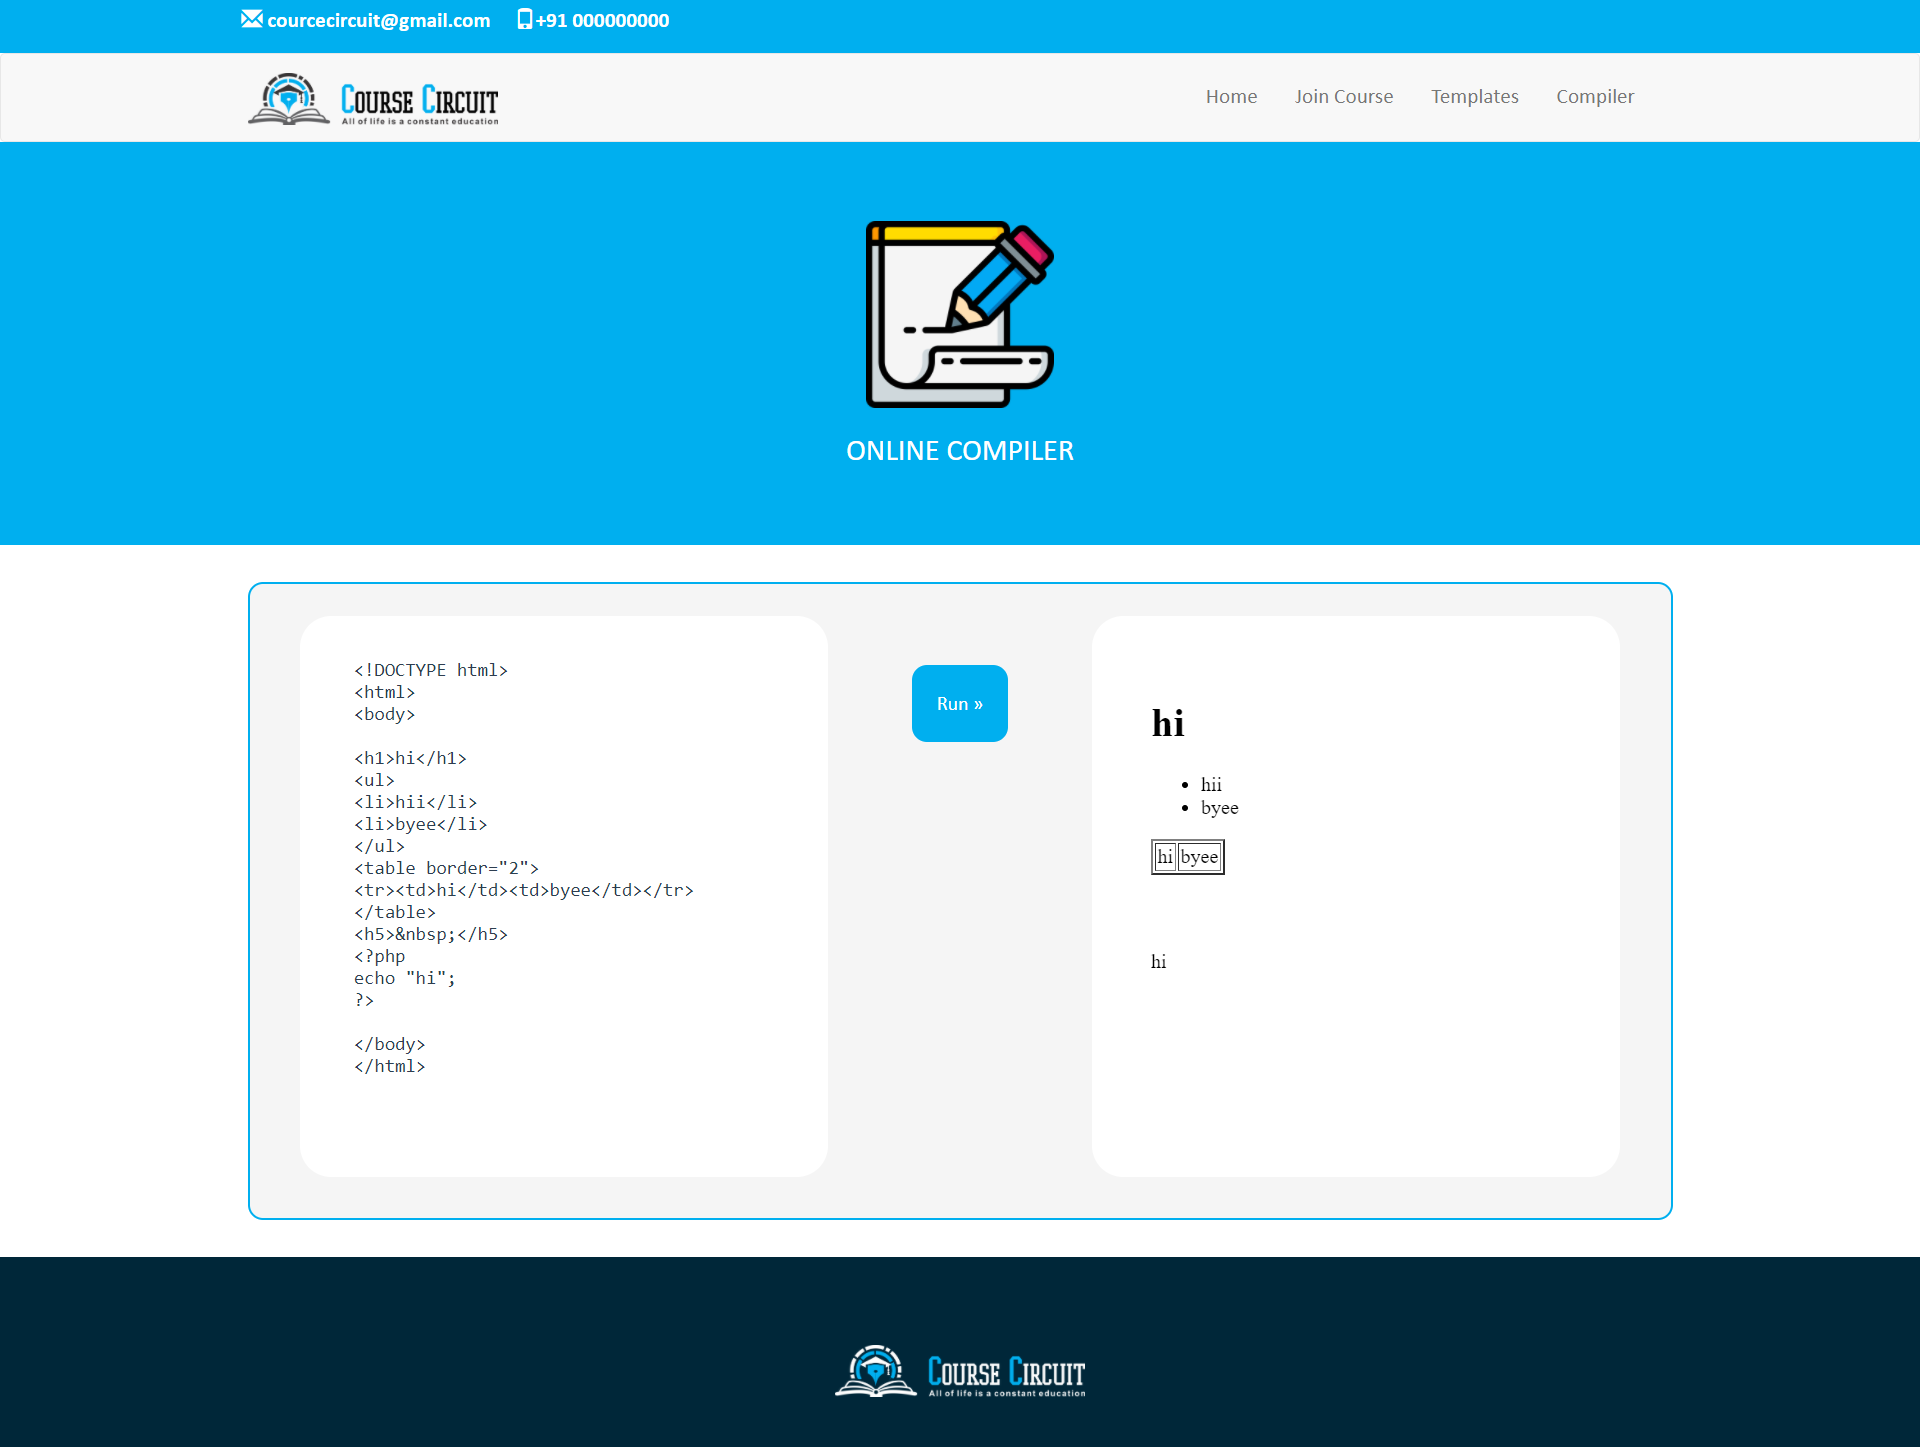 courcecircuit@gmail.com +91 000000000
COURSE CIRCUIT
All of life is a constant education
Home Join Course Templates Compiler
ONLINE COMPILER
<!DOCTYPE html>
<html>
<body>

<h1>hi</h1>
<ul>
<li>hii</li>
<li>byee</li>
</ul>
<table border="2">
<tr><td>hi</td><td>byee</td></tr>
</table>
<h5>&nbsp;</h5>
<?php
echo "hi";
?>

</body>
</html>
Run »
hi
• hii
• byee
hi byee
hi
COURSE CIRCUIT
All of life is a constant education